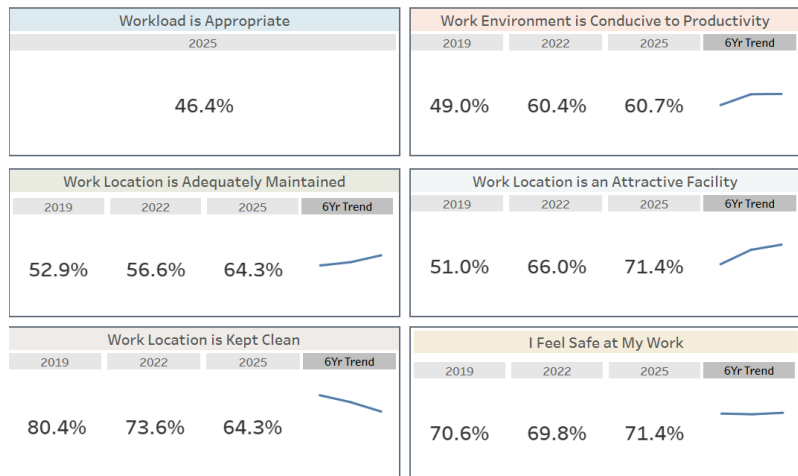 Workload is Appropriate
2025
46.4%
Work Environment is Conducive to Productivity
2019 2022 2025 6Yr Trend
49.0% 60.4% 60.7%
Work Location is Adequately Maintained
2019 2022 2025 6Yr Trend
52.9% 56.6% 64.3%
Work Location is an Attractive Facility
2019 2022 2025 6Yr Trend
51.0% 66.0% 71.4%
Work Location is Kept Clean
2019 2022 2025 6Yr Trend
80.4% 73.6% 64.3%
I Feel Safe at My Work
2019 2022 2025 6Yr Trend
70.6% 69.8% 71.4%